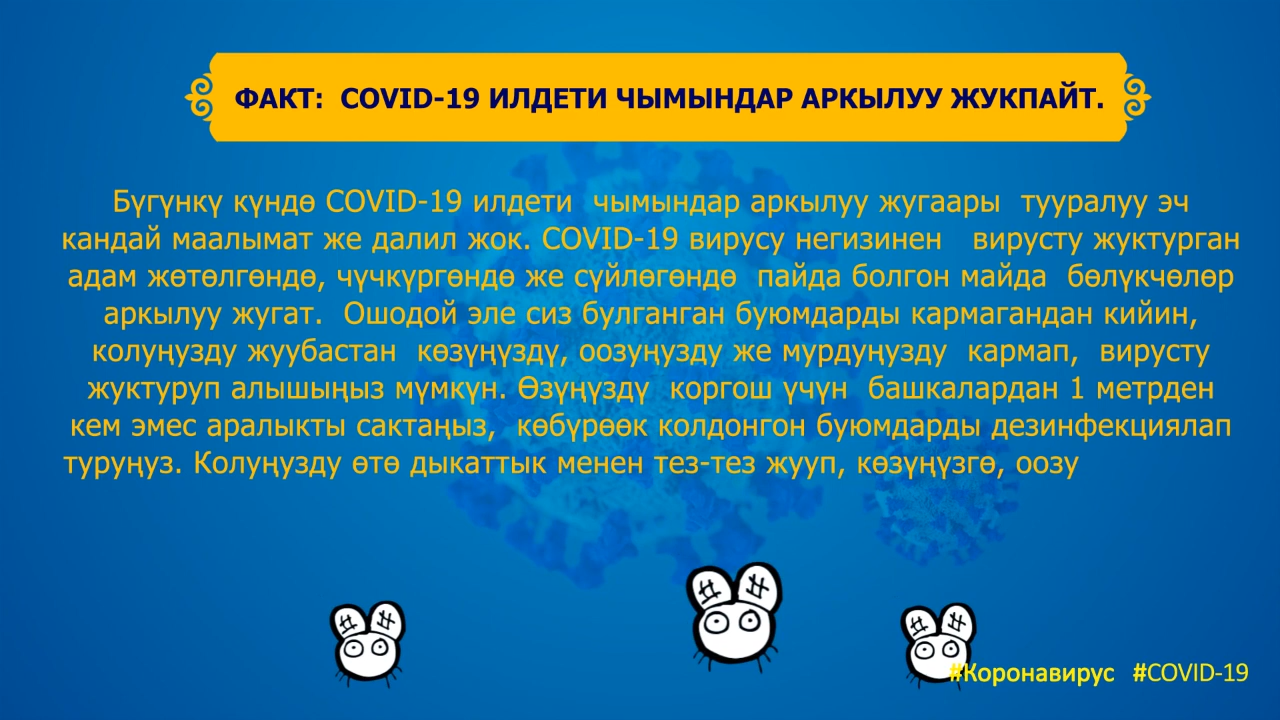 ФАКТ: COVID-19 ИЛДЕТИ ЧЫМЫНДАР АРКЫЛУУ ЖУКПАЙТ.
Бүгүнкү күндө COVID-19 илдети чымындар аркылуу жугаары тууралуу эч
кандай маалымат же далил жок. COVID-19 вирусу негизинен вирусту жуктурган
адам жөтөлгөндө, чүчкүргөндө же сүйлөгөндө пайда болгон майда бөлүкчөлөр
аркылуу жугат. Ошодой эле сиз булганган буюмдарды кармагандан кийин,
колуңузду жуубастан көзүңүздү, оозуңузду же мурдуңузду кармап, вирусту
жуктуруп алышыңыз мүмкүн. Өзүңүздү коргош үчүн башкалардан 1 метрден
кем эмес аралыкты сактаңыз, көбүрөөк колдонгон буюмдарды дезинфекциялап
туруңуз. Колуңузду өтө дыкаттык менен тез-тез жууп, көзүңүзгө, оозу
#Коронавирус #COVID-19